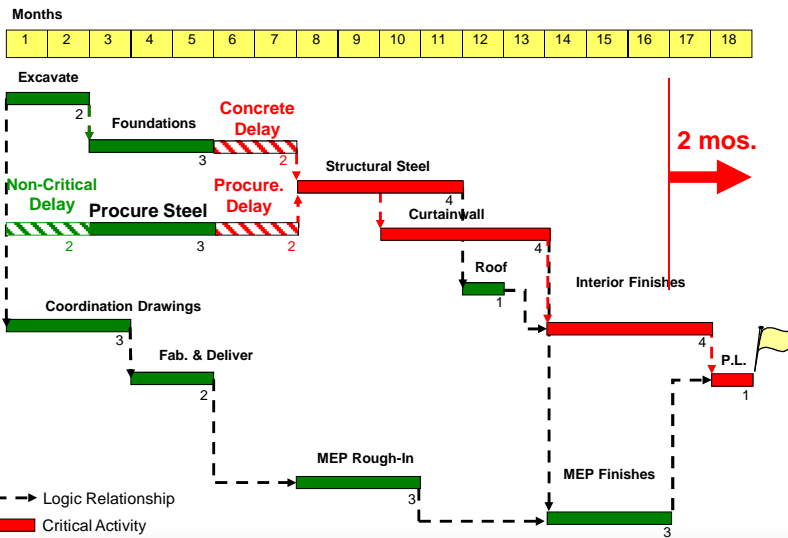 Months
1 2 3 4 5 6 7 8 9 10 11 12 13 14 15 16 17 18
Excavate
2
Foundations
3
Concrete
Delay
2
2 mos.
Structural Steel
4
Non-Critical
Delay
2
Procure Steel
3
Procure.
Delay
2
Curtainwall
4
Roof
1
Interior Finishes
4
Coordination Drawings
3
Fab. & Deliver
2
P.L.
1
MEP Rough-In
3
MEP Finishes
3
Logic Relationship
Critical Activity